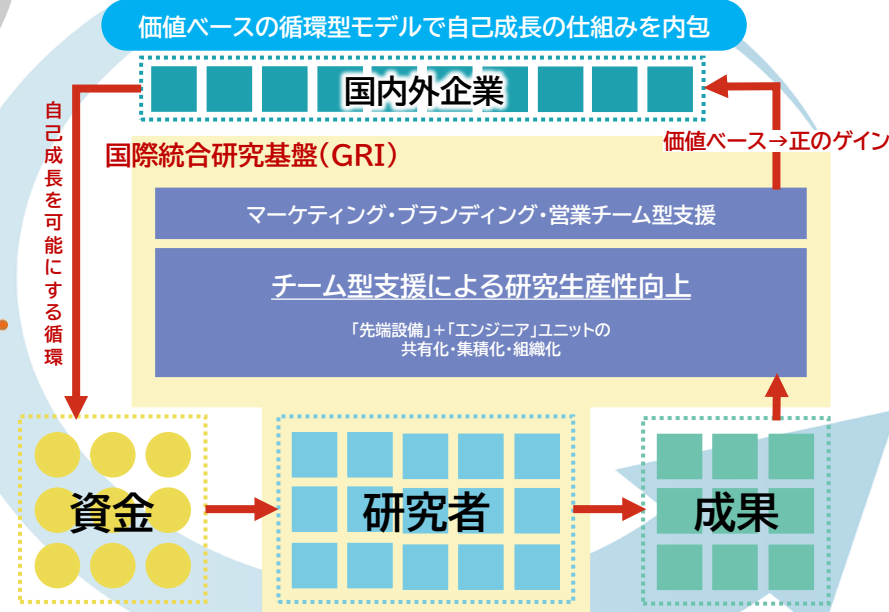 価値ベースの循環型モデルで自己成長の仕組みを内包
国内外企業
自己成長を可能にする循環
価値ベース→正のゲイン
国際統合研究基盤(GRI)
マーケティング・ブランディング・営業チーム型支援
チーム型支援による研究生産性向上
「先端設備」+「エンジニア」ユニットの
共有化・集積化・組織化
資金
研究者
成果